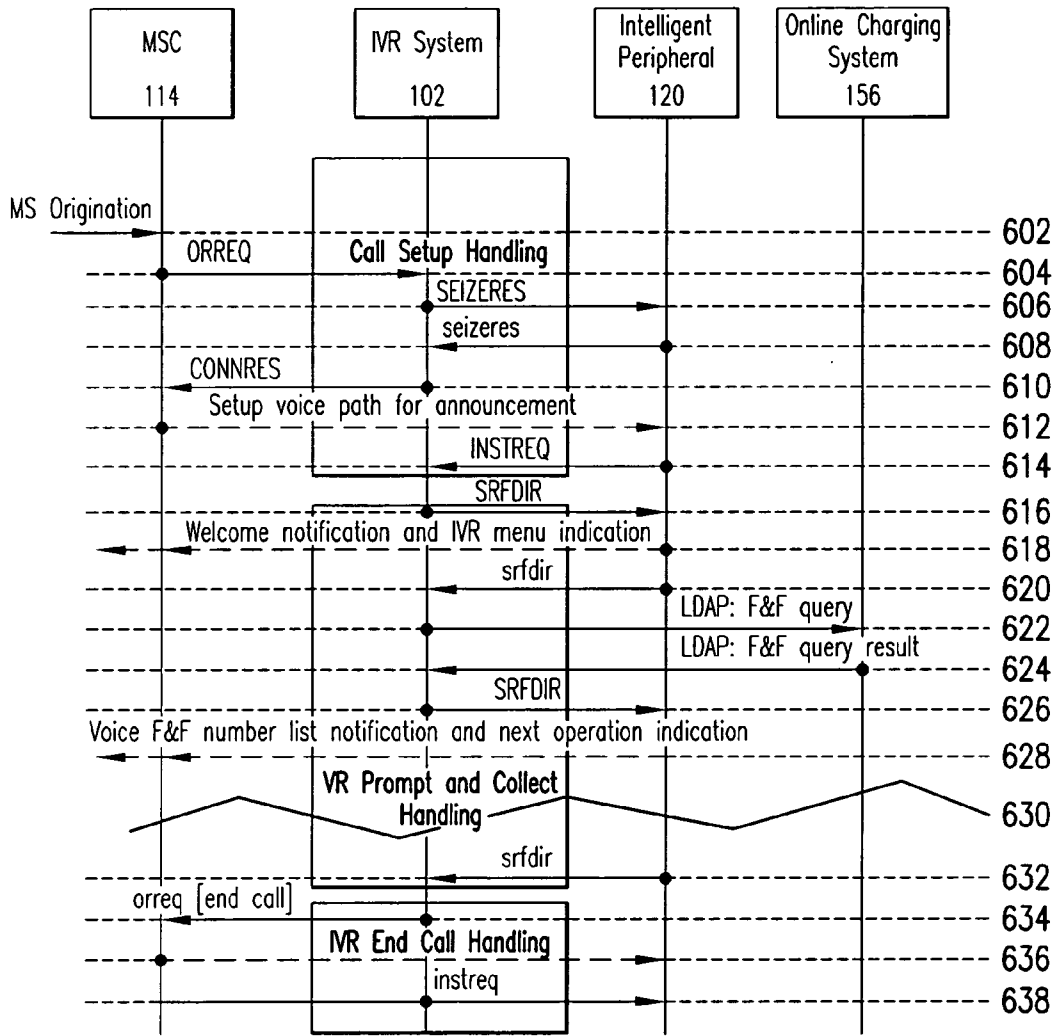 MSC
114
IVR System
102
Intelligent
Peripheral
120
Online Charging
System
156
MS Origination
602
ORREQ
Call Setup Handling
604
SEIZERES
606
seizeres
608
CONNRES
610
Setup voice path for announcement
612
INSTREQ
614
SRFDIR
616
Welcome notification and IVR menu indication
618
srfdir
620
LDAP: F&F query
622
LDAP: F&F query result
624
SRFDIR
626
Voice F&F number list notification and next operation indication
628
VR Prompt and Collect
Handling
630
srfdir
632
orreq [end call]
634
IVR End Call Handling
636
instreq
638